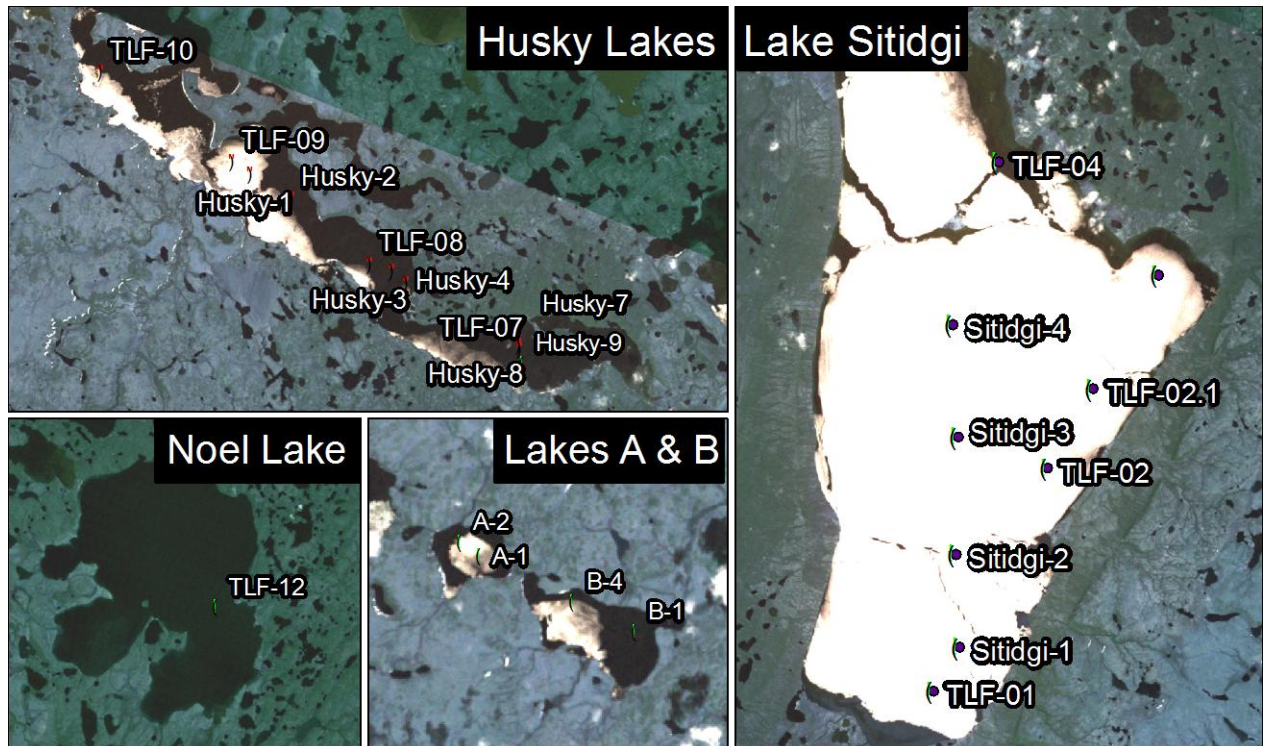 Husky Lakes
TLF-10
TLF-09
Husky-2
Husky-1
TLF-08
Husky-4
Husky-3
Husky-7
TLF-07
Husky-9
Husky-8
Lake Sitidgi
TLF-04
Sitidgi-4
TLF-02.1
Sitidgi-3
TLF-02
Sitidgi-2
Sitidgi-1
TLF-01
Noel Lake
TLF-12
Lakes A & B
A-2
A-1
B-4
B-1